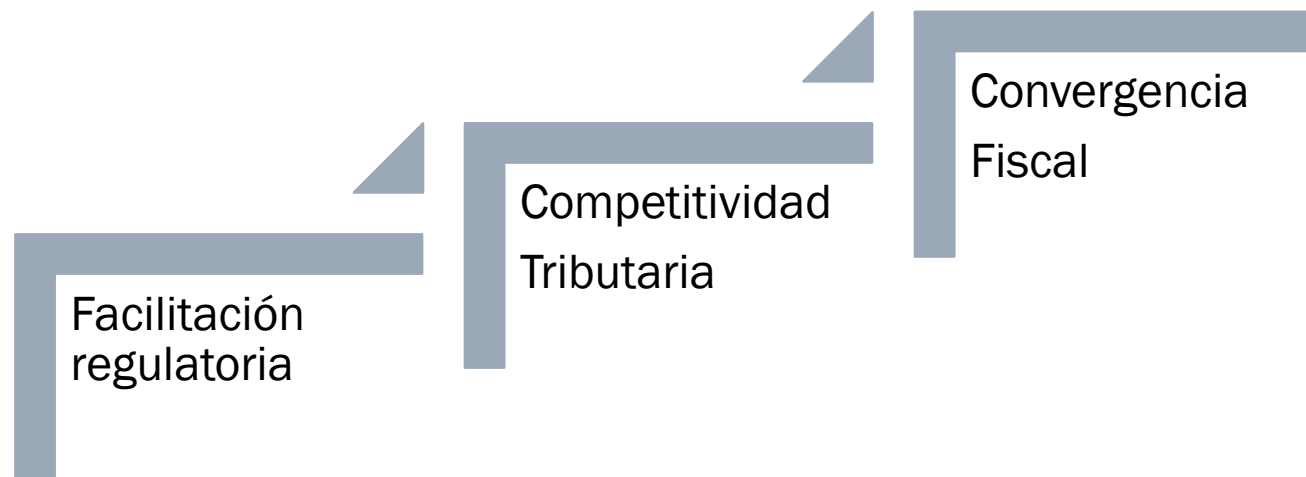 Facilitación
regulatoria
Competitividad
Tributaria
Convergencia
Fiscal